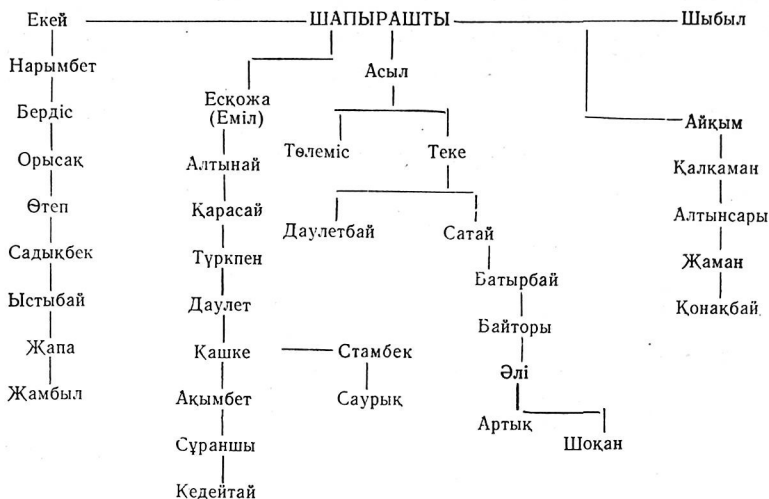 Екей ШАПЫРАШТЫ Шыбыл
Нарымбет Асыл
Есқожа
(Еміл)
Бердіс Айқым
Орысақ Алтынай Төлеміс Теке Қалқаман
Өтеп Қарасай Алтынсары
Даулетбай Сатай
Садықбек Түркпен Жаман
Батырбай
Ыстыбай Даулет Қонақбай
Байторы
Жапа Қашке Стамбек
Әлі
Жамбыл Ақымбет Саурық
Артық
Сұраншы Шоқан
Кедейтай